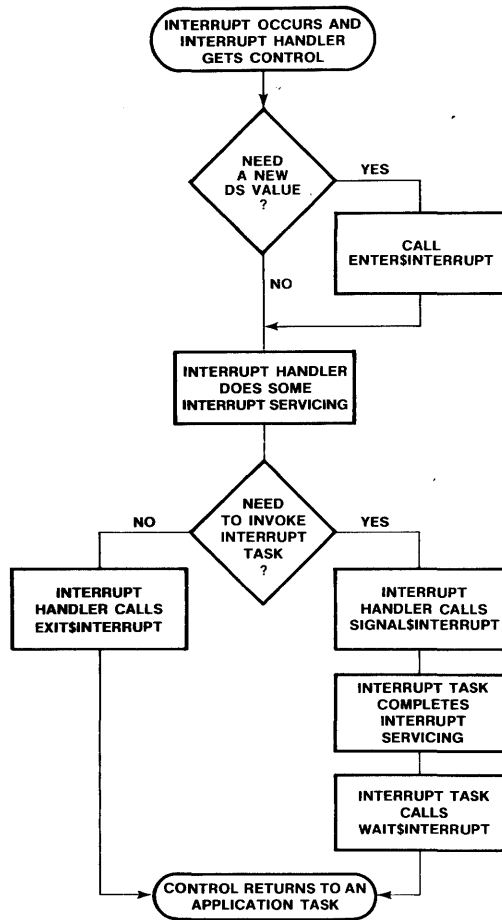 INTERRUPT OCCURS AND
INTERRUPT HANDLER
GETS CONTROL
NEED
A NEW
DS VALUE
?
YES
CALL
ENTER$INTERRUPT
NO
INTERRUPT HANDLER
DOES SOME
INTERRUPT SERVICING
NEED
TO INVOKE
INTERRUPT
TASK
?
NO
YES
INTERRUPT
HANDLER CALLS
EXIT$INTERRUPT
INTERRUPT
HANDLER CALLS
SIGNAL$INTERRUPT
INTERRUPT TASK
COMPLETES
INTERRUPT
SERVICING
INTERRUPT TASK
CALLS
WAIT$INTERRUPT
CONTROL RETURNS TO AN
APPLICATION TASK